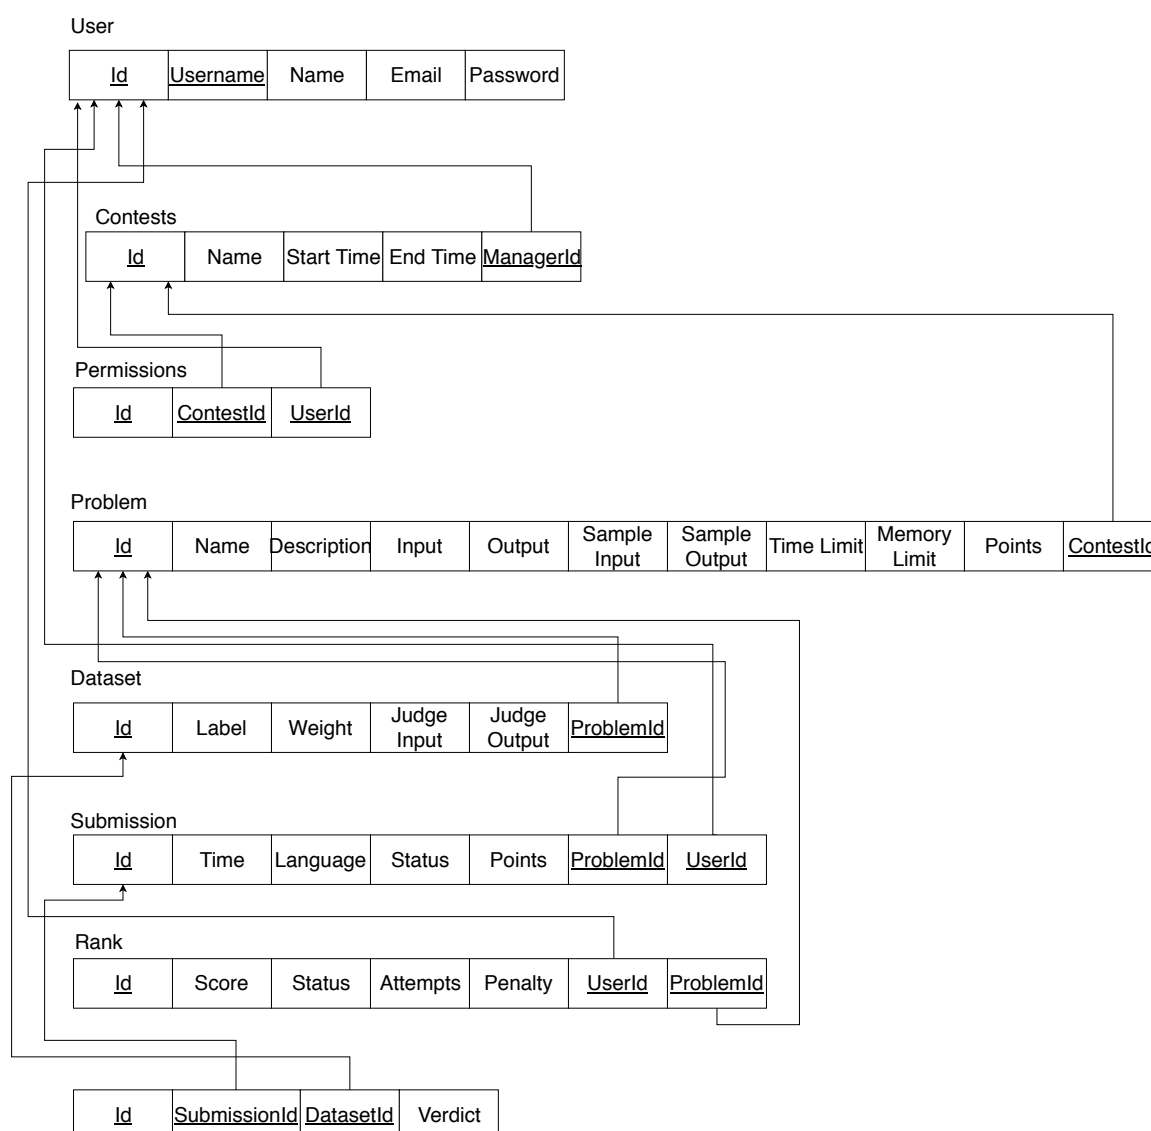 User
Id Username Name Email Password
Contests
Id Name Start Time End Time ManagerId
Permissions
Id ContestId UserId
Problem
Id Name Description Input Output Sample Input Sample Output Time Limit Memory Limit Points ContestId
Dataset
Id Label Weight Judge Input Judge Output ProblemId
Submission
Id Time Language Status Points ProblemId UserId
Rank
Id Score Status Attempts Penalty UserId ProblemId
Id SubmissionId DatasetId Verdict